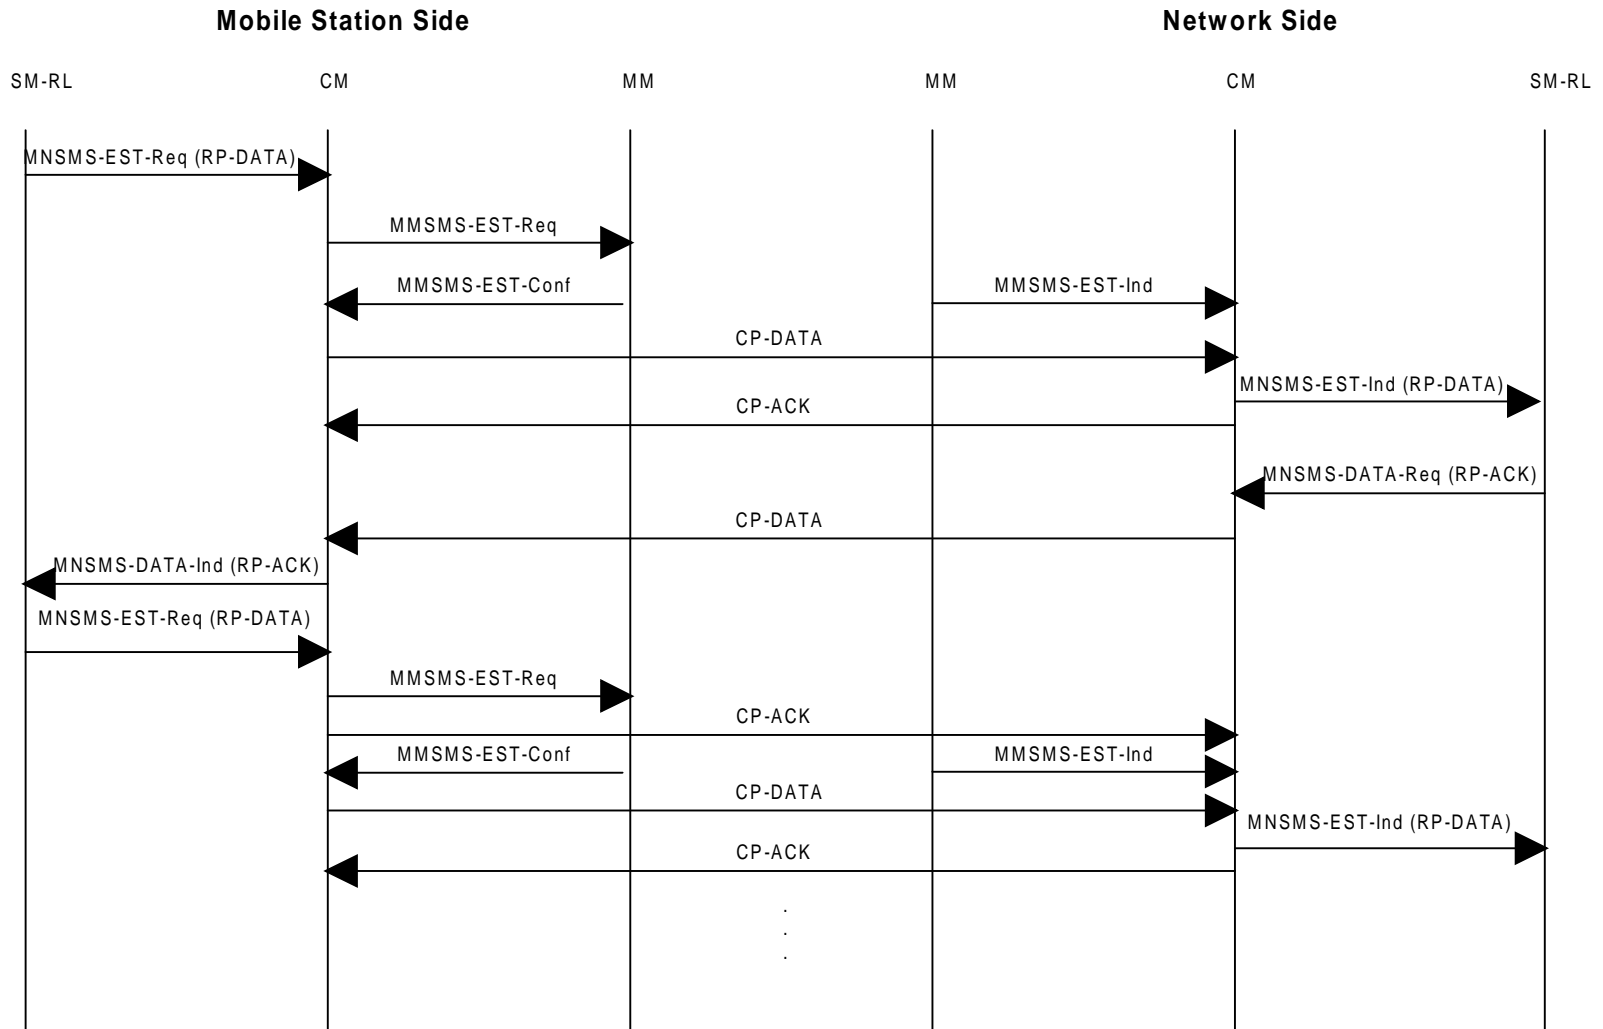 Mobile Station Side
Network Side
SM-RL
CM
MM
MM
CM
SM-RL
MNSMS-EST-Req (RP-DATA)
MMSMS-EST-Req
MMSMS-EST-Conf
MMSMS-EST-Ind
CP-DATA
MNSMS-EST-Ind (RP-DATA)
CP-ACK
MNSMS-DATA-Req (RP-ACK)
CP-DATA
MNSMS-DATA-Ind (RP-ACK)
MNSMS-EST-Req (RP-DATA)
MMSMS-EST-Req
CP-ACK
MMSMS-EST-Conf
MMSMS-EST-Ind
CP-DATA
MNSMS-EST-Ind (RP-DATA)
CP-ACK
.
.
.